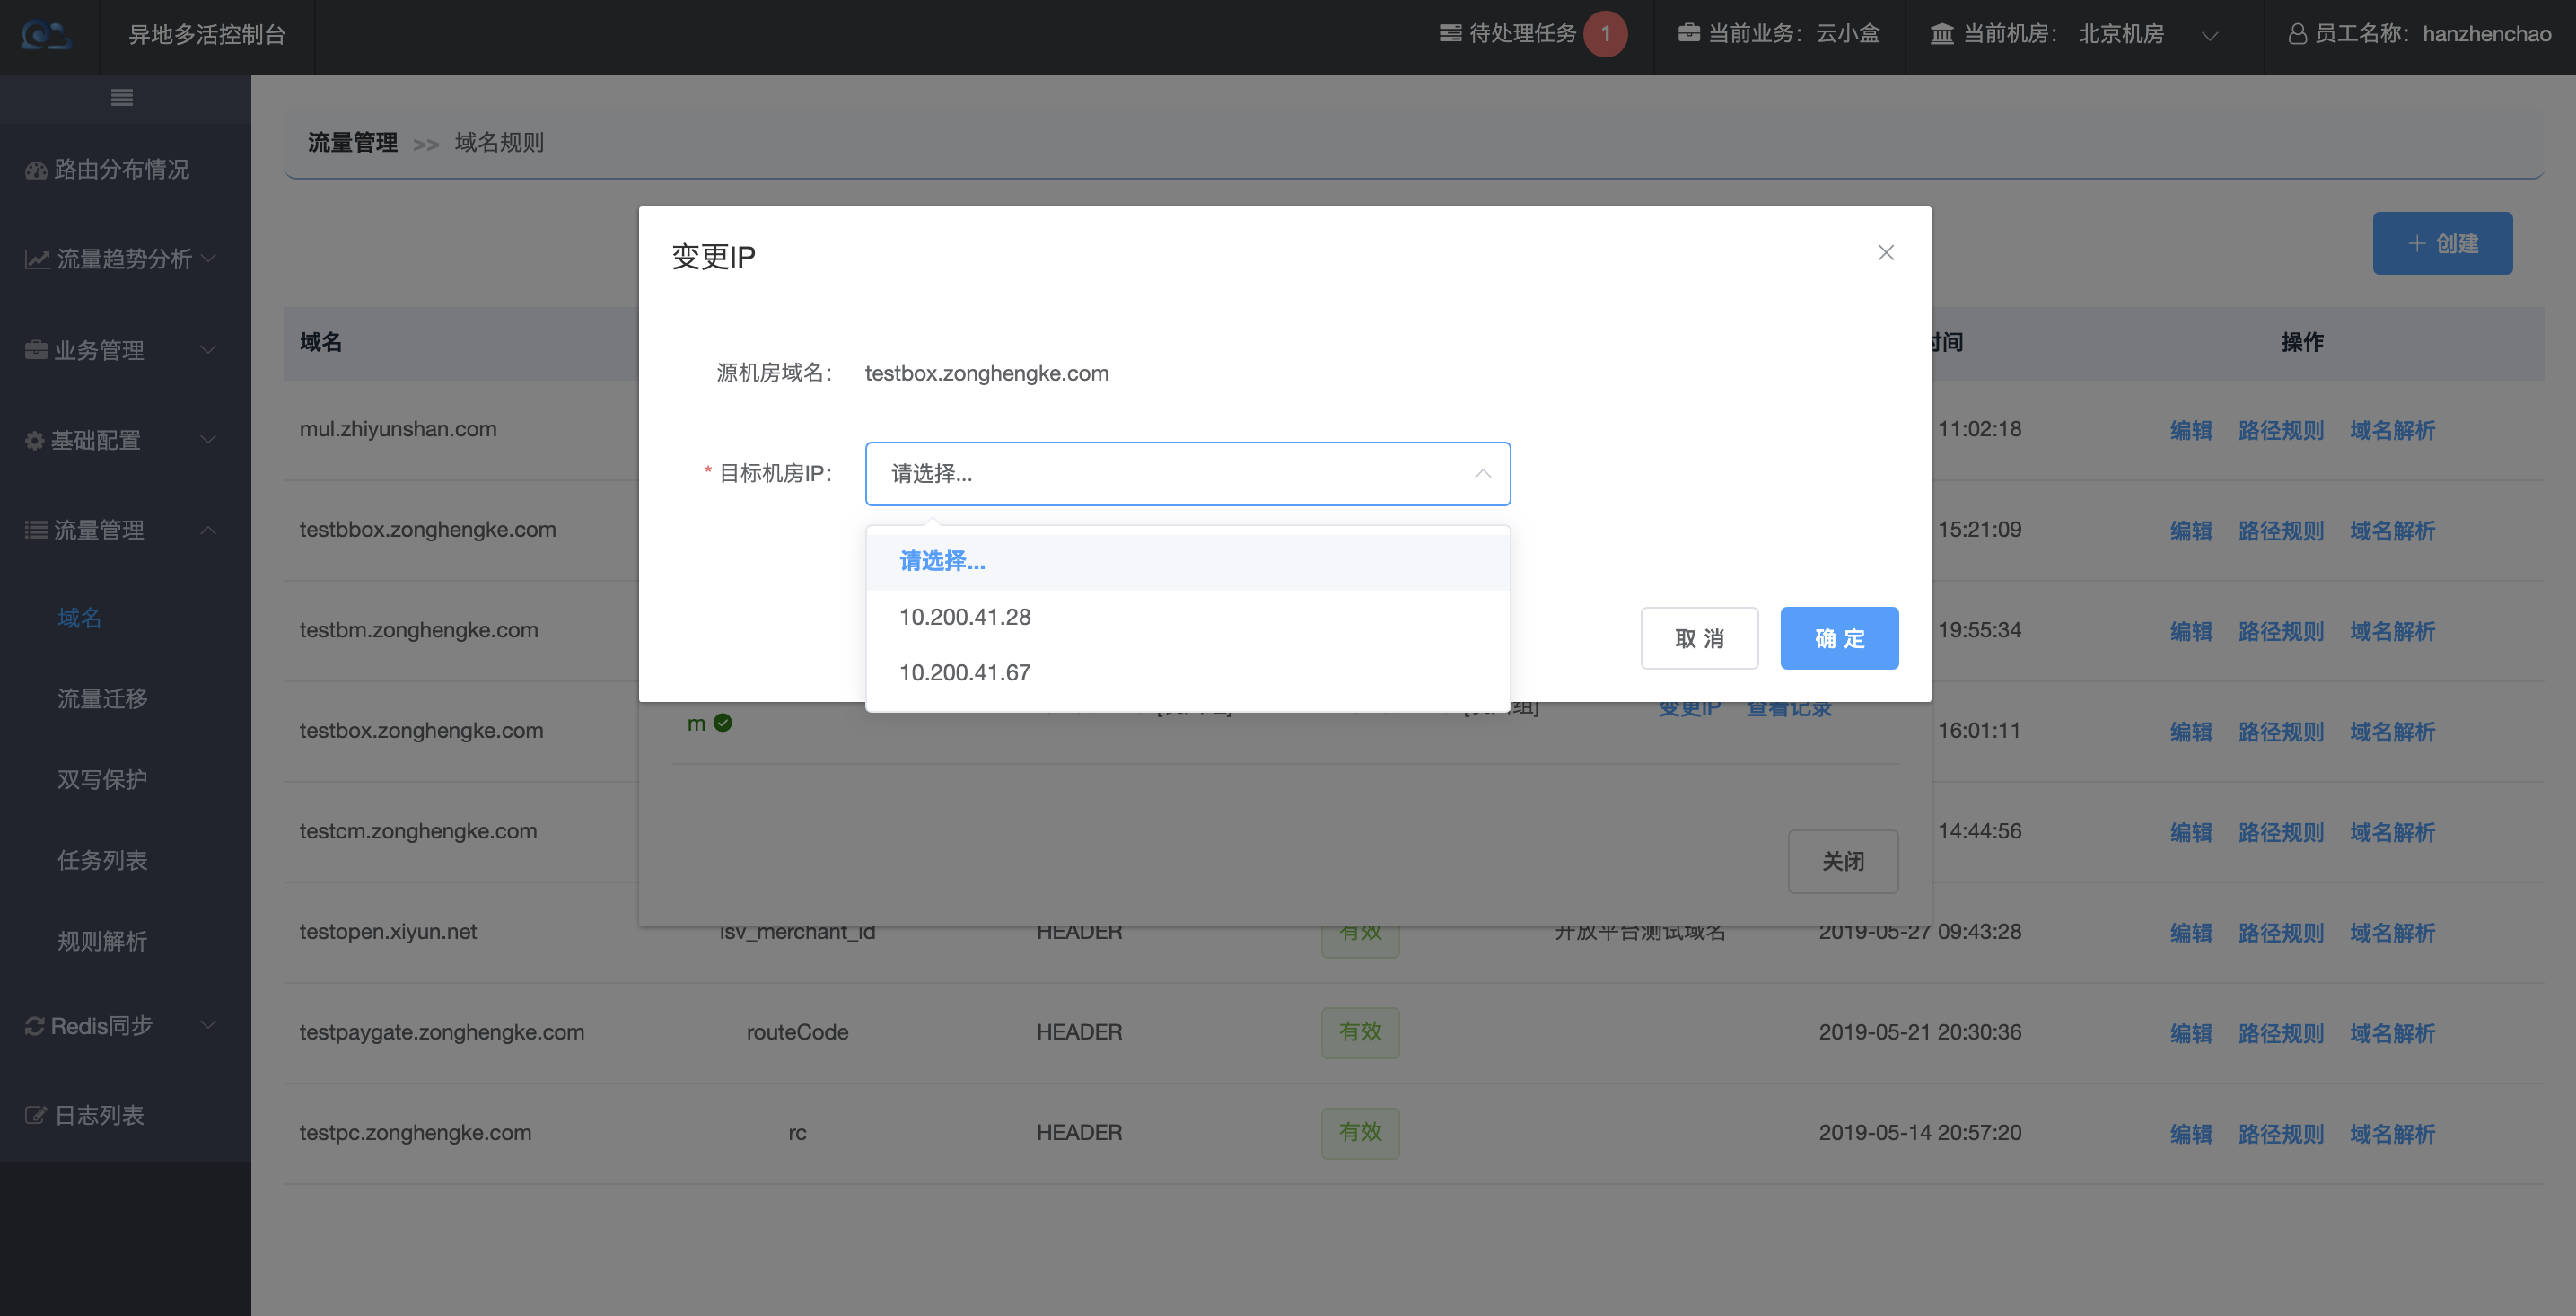 异地多活控制台
待处理任务 1
当前业务：云小盒
当前机房： 北京机房
员工名称：hanzhenchao
路由分布情况
流量趋势分析
业务管理
基础配置
流量管理
域名
流量迁移
双写保护
任务列表
规则解析
Redis同步
日志列表
流量管理 >> 域名规则
+ 创建
域名 时间 操作
mul.zhiyunshan.com 11:02:18 编辑 路径规则 域名解析
testbbox.zonghengke.com 15:21:09 编辑 路径规则 域名解析
testbm.zonghengke.com 19:55:34 编辑 路径规则 域名解析
testbox.zonghengke.com 16:01:11 编辑 路径规则 域名解析
testcm.zonghengke.com 14:44:56 编辑 路径规则 域名解析
testopen.xiyun.net isv_merchant_id HEADER 有效 开放平台测试域名 2019-05-27 09:43:28 编辑 路径规则 域名解析
testpaygate.zonghengke.com routeCode HEADER 有效 2019-05-21 20:30:36 编辑 路径规则 域名解析
testpc.zonghengke.com rc HEADER 有效 2019-05-14 20:57:20 编辑 路径规则 域名解析
变更IP
源机房域名： testbox.zonghengke.com
* 目标机房IP： 请选择...
请选择...
10.200.41.28
10.200.41.67
取 消 确 定
m 组] 变更IP 查看记录
关闭